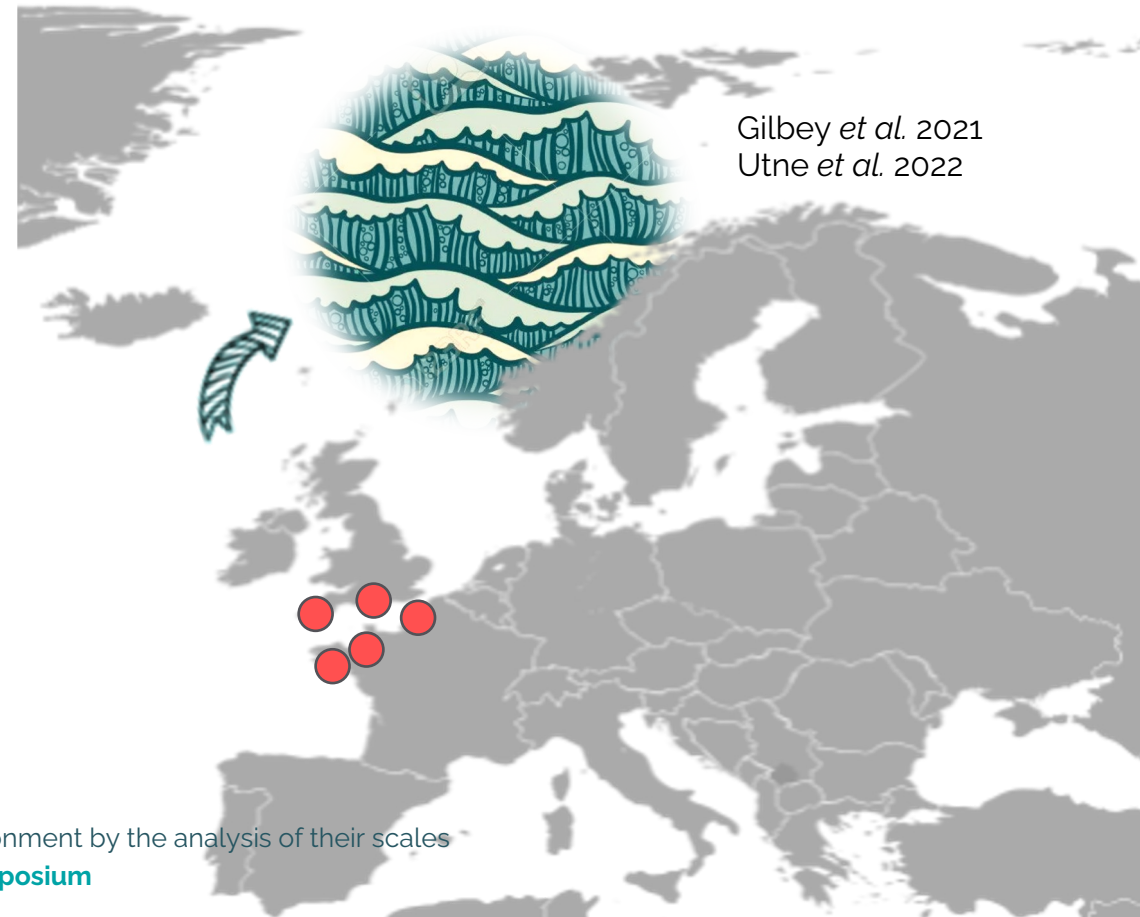 Gilbey et al. 2021
Utne et al. 2022
onment by the analysis of their scales
posium